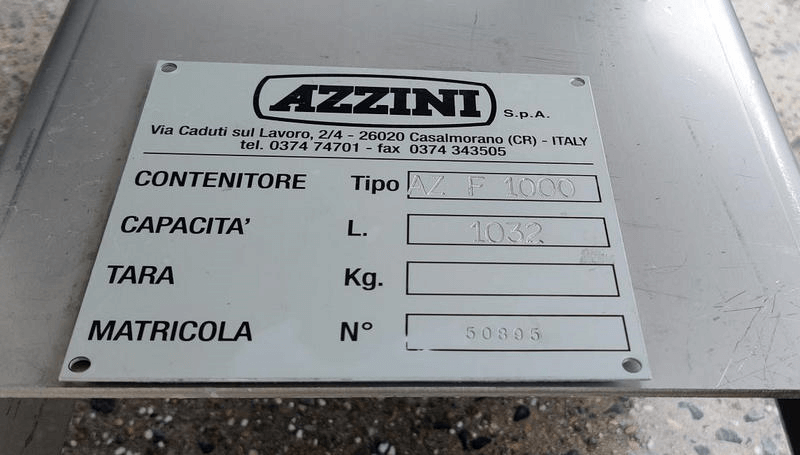 AZZINI S.p.A.
Via Caduti sul Lavoro, 2/4 - 26020 Casalmorano (CR) - ITALY
tel. 0374 74701 - fax 0374 343505
CONTENITORE Tipo AZ F 1000
CAPACITA' L. 1032
TARA Kg.
MATRICOLA N° 50895